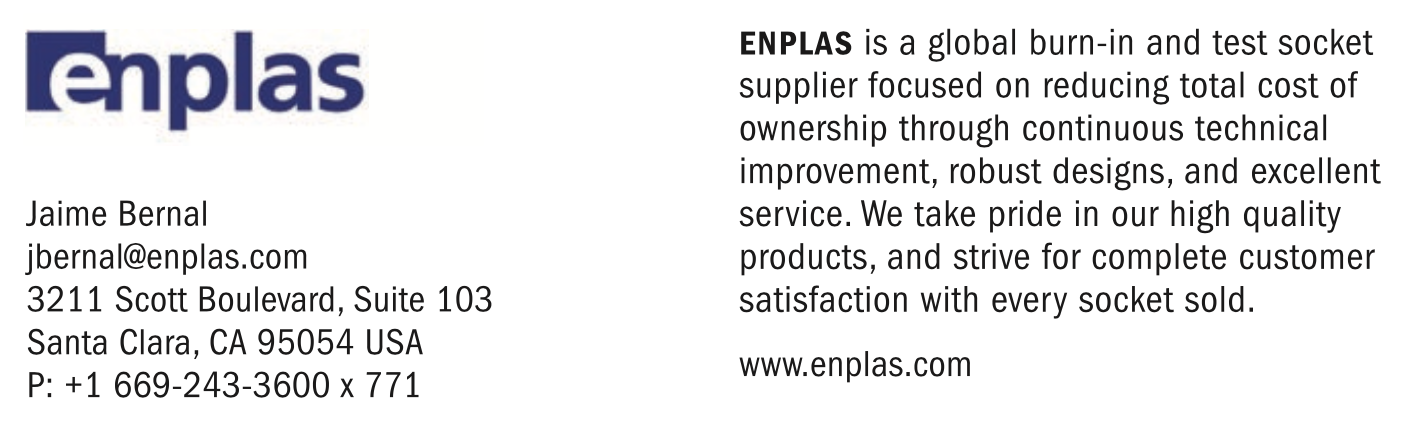 enplas
Jaime Bernal
jbernal@enplas.com
3211 Scott Boulevard, Suite 103
Santa Clara, CA 95054 USA
P: +1 669-243-3600 x 771
ENPLAS is a global burn-in and test socket
supplier focused on reducing total cost of
ownership through continuous technical
improvement, robust designs, and excellent
service. We take pride in our high quality
products, and strive for complete customer
satisfaction with every socket sold.
www.enplas.com